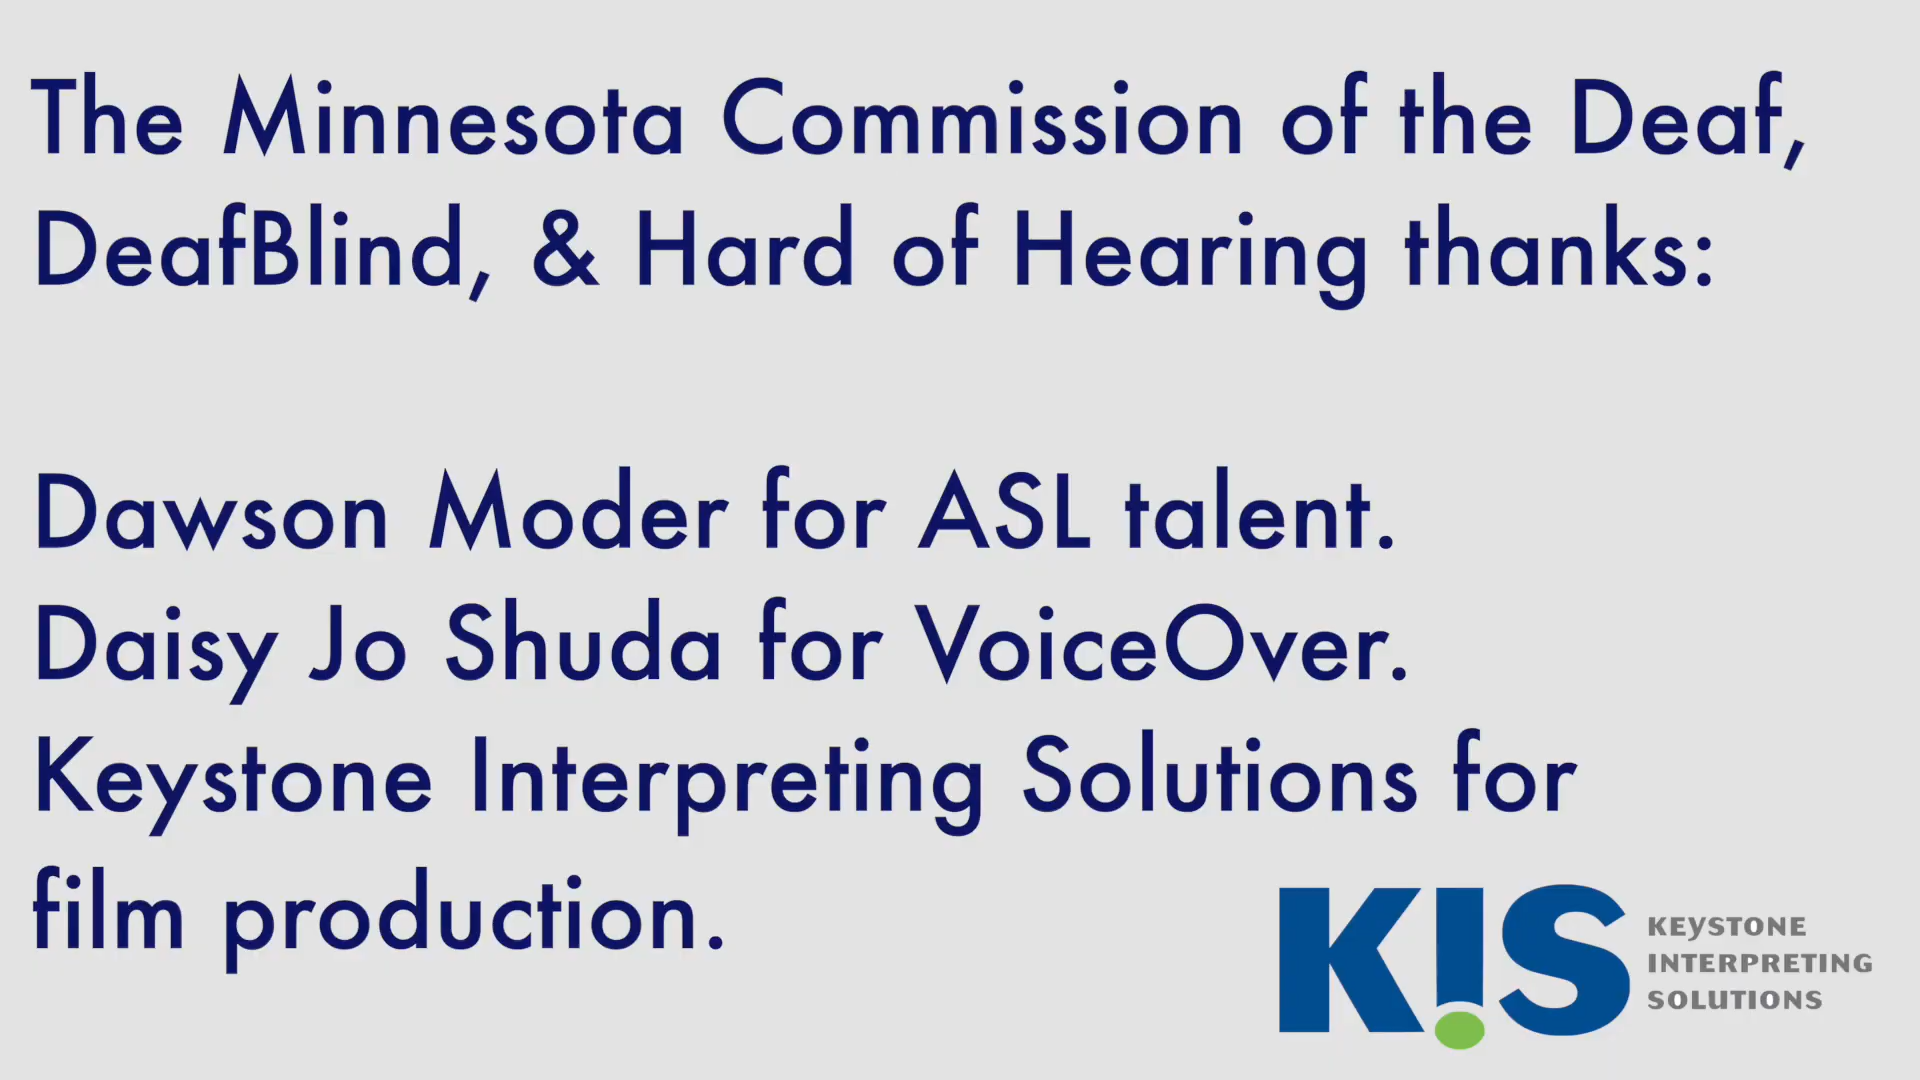 The Minnesota Commission of the Deaf,
DeafBlind, & Hard of Hearing thanks:
Dawson Moder for ASL talent.
Daisy Jo Shuda for VoiceOver.
Keystone Interpreting Solutions for
film production.
KIS
KEYSTONE
INTERPRETING
SOLUTIONS